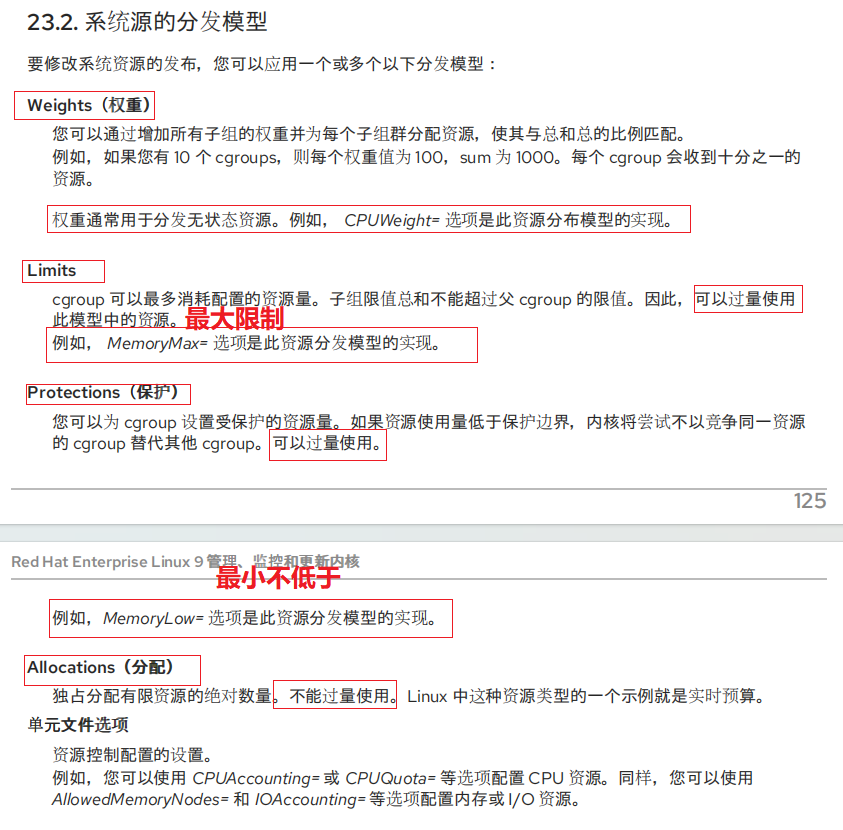 23.2. 系统源的分发模型
要修改系统资源的发布，您可以应用一个或多个以下分发模型：
Weights（权重）
您可以通过增加所有子组的权重并为每个子组群分配资源，使其与总和总的比例匹配。
例如，如果您有 10 个 cgroups，则每个权重值为 100，sum 为 1000。每个 cgroup 会收到十分之一的
资源。
权重通常用于分发无状态资源。例如， CPUWeight= 选项是此资源分布模型的实现。
Limits
cgroup 可以最多消耗配置的资源量。子组限值总和不能超过父 cgroup 的限值。因此，可以过量使用
此模型中的资源。
最大限制
例如， MemoryMax= 选项是此资源分发模型的实现。
Protections（保护）
您可以为 cgroup 设置受保护的资源量。如果资源使用量低于保护边界，内核将尝试不以竞争同一资源
的 cgroup 替代其他 cgroup。可以过量使用。
125
Red Hat Enterprise Linux 9 管理、监控和更新内核
最小不低于
例如，MemoryLow= 选项是此资源分发模型的实现。
Allocations（分配）
独占分配有限资源的绝对数量。不能过量使用。Linux 中这种资源类型的一个示例就是实时预算。
单元文件选项
资源控制配置的设置。
例如，您可以使用 CPUAccounting= 或 CPUQuota= 等选项配置 CPU 资源。同样，您可以使用
AllowedMemoryNodes= 和 IOAccounting= 等选项配置内存或 I/O 资源。